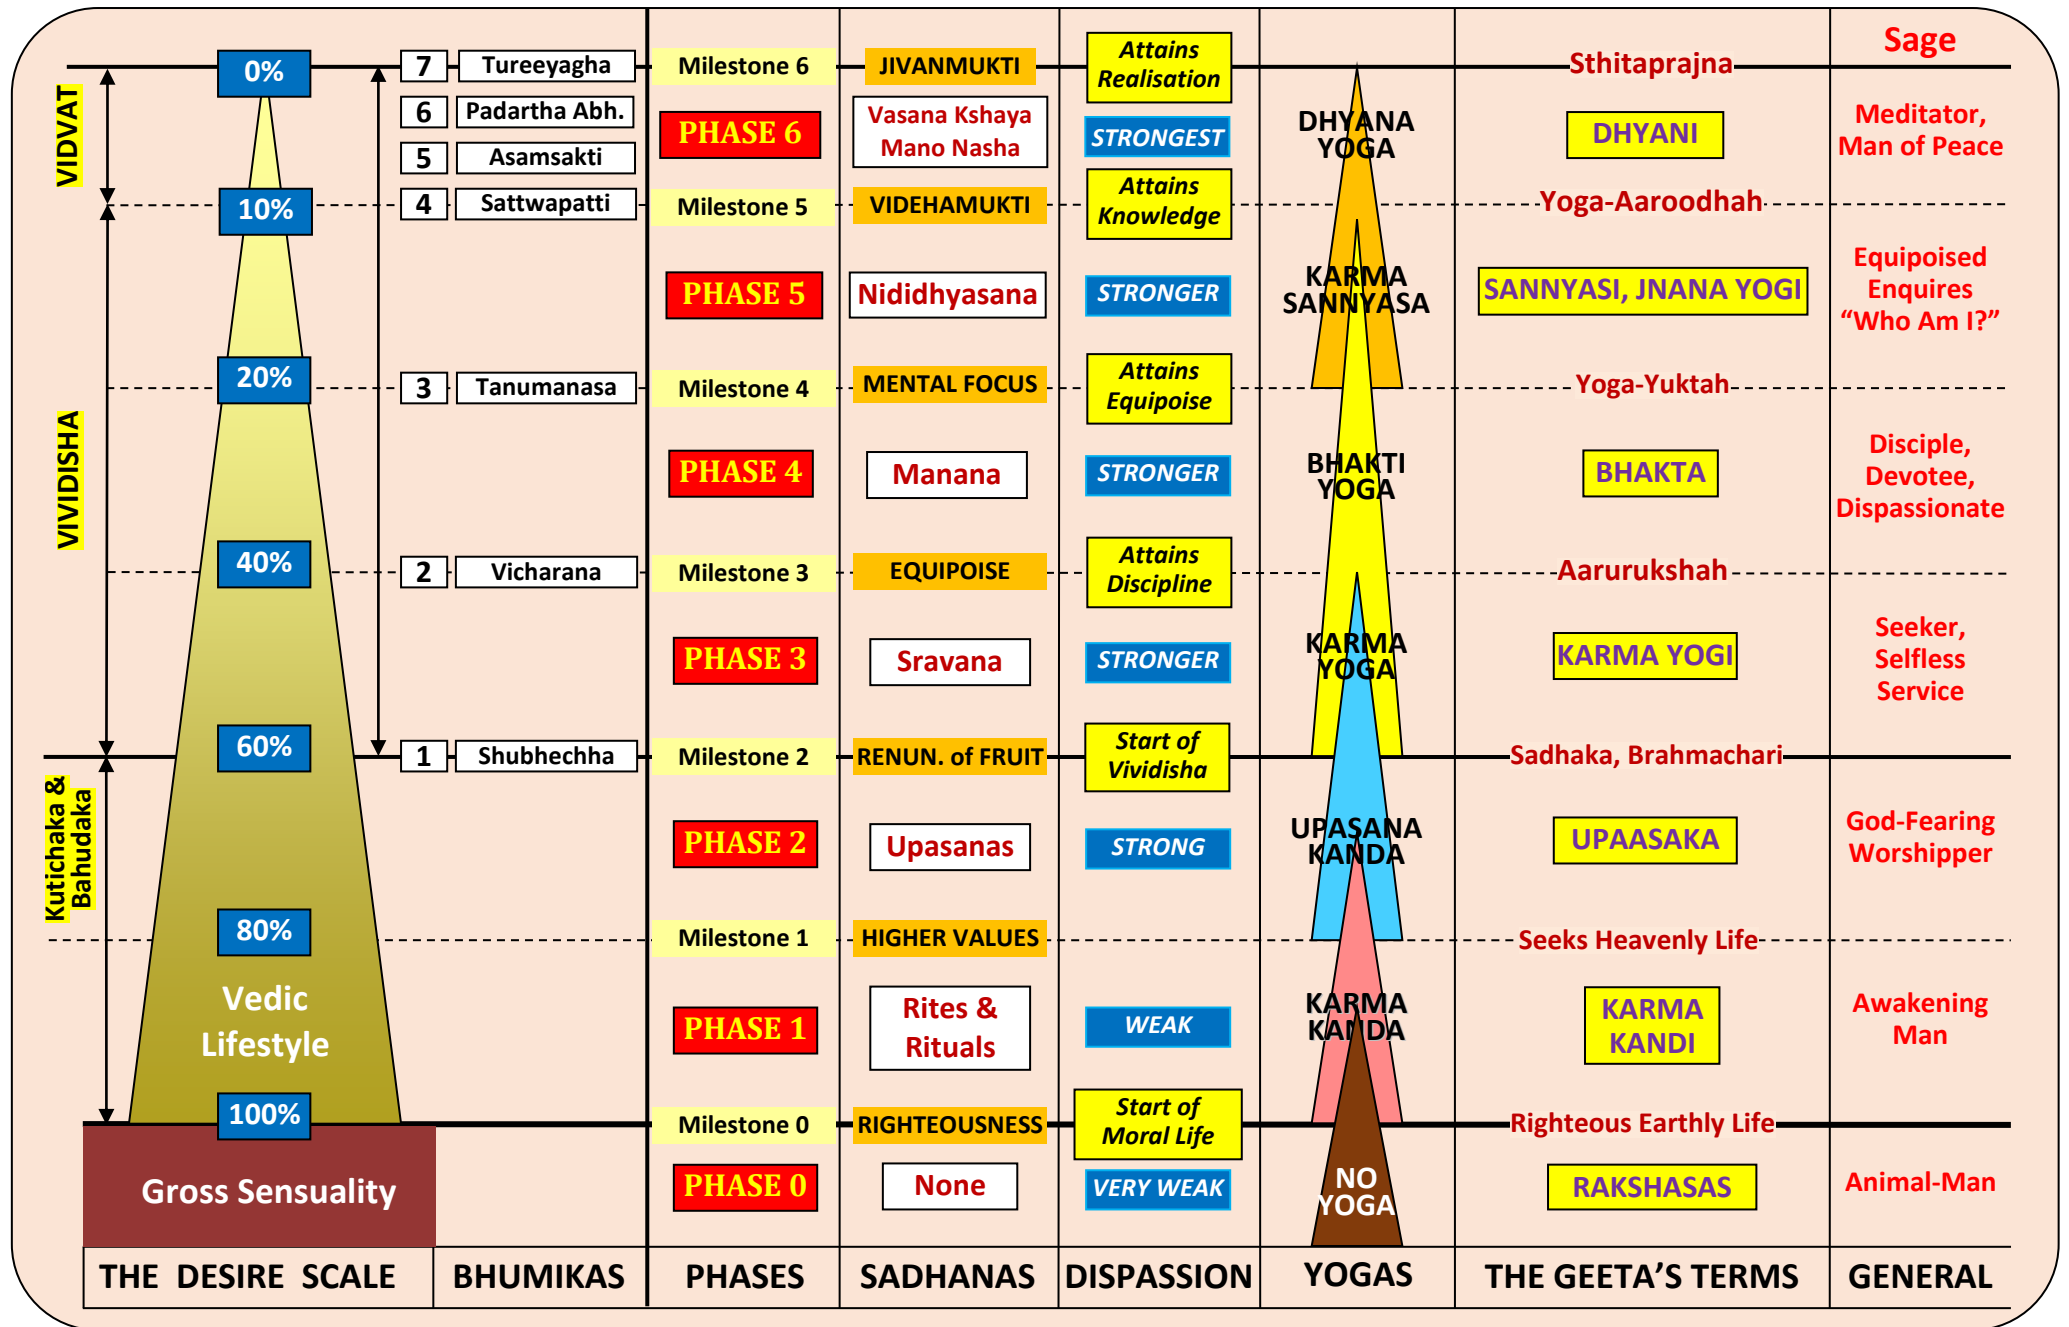 Sage
0%
7
Tureeyagha
Milestone 6
JIVANMUKTI
Attains
Realisation
Sthitaprajna
VIDVAT
6
Padartha Abh.
5
Asamsakti
PHASE 6
Vasana Kshaya
Mano Nasha
STRONGEST
DHYANA
YOGA
DHYANI
Meditator,
Man of Peace
10%
4
Sattwapatti
Milestone 5
VIDEHAMUKTI
Attains
Knowledge
Yoga-Aaroodhah
VIVIDISHA
PHASE 5
Nididhyasana
STRONGER
KARMA
SANNYASA
SANNYASI, JNANA YOGI
Equipoised
Enquires
“Who Am I?”
20%
3
Tanumanasa
Milestone 4
MENTAL FOCUS
Attains
Equipoise
Yoga-Yuktah
PHASE 4
Manana
STRONGER
BHAKTI
YOGA
BHAKTA
Disciple,
Devotee,
Dispassionate
40%
2
Vicharana
Milestone 3
EQUIPOISE
Attains
Discipline
Aarurukshah
PHASE 3
Sravana
STRONGER
KARMA
YOGA
KARMA YOGI
Seeker,
Selfless
Service
60%
1
Shubhechha
Milestone 2
RENUN. of FRUIT
Start of
Vividisha
Sadhaka, Brahmachari
Kutichaka &
Bahudaka
PHASE 2
Upasanas
STRONG
UPASANA
KANDA
UPAASAKA
God-Fearing
Worshipper
80%
Milestone 1
HIGHER VALUES
Seeks Heavenly Life
Vedic
Lifestyle
PHASE 1
Rites &
Rituals
WEAK
KARMA
KANDA
KARMA
KANDI
Awakening
Man
100%
Milestone 0
RIGHTEOUSNESS
Start of
Moral Life
Righteous Earthly Life
Gross Sensuality
PHASE 0
None
VERY WEAK
NO
YOGA
RAKSHASAS
Animal-Man
THE DESIRE SCALE
BHUMIKAS
PHASES
SADHANAS
DISPASSION
YOGAS
THE GEETA’S TERMS
GENERAL